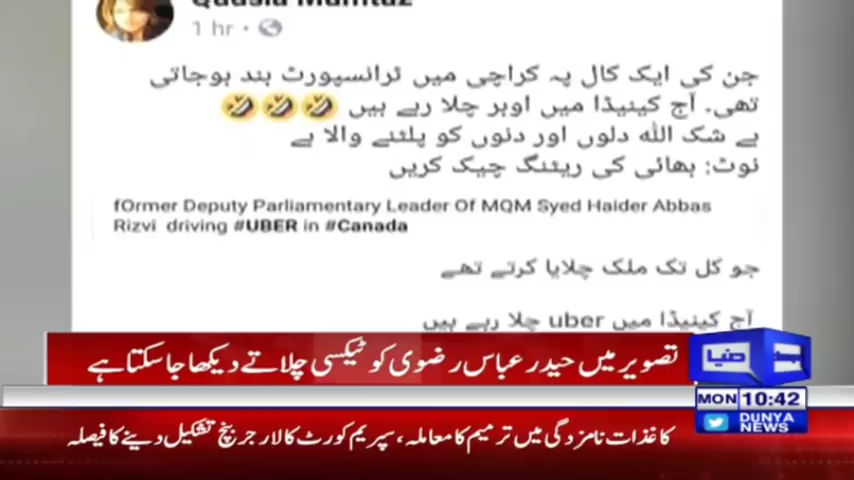 1 hr
جن کی ایک کال پہ کراچی میں ٹرانسپورٹ بند ہوجاتی
تھی۔ آج کینیڈا میں اوبر چلا رہے ہیں 🤣🤣🤣
بے شک اللہ دلوں اور دنوں کو پلٹنے والا ہے
نوٹ: بھائی کی ریٹنگ چیک کریں
fOrmer Deputy Parliamentary Leader Of MQM Syed Haider Abbas
Rizvi driving #UBER in #Canada
جو کل تک ملک چلایا کرتے تھے
آج کینیڈا میں uber چلا رہے ہیں
تصویر میں حیدر عباس رضوی کو ٹیکسی چلاتے دیکھا جاسکتا ہے
MON 10:42
DUNYA
NEWS
کاغذات نامزدگی میں ترمیم کا معاملہ، سپریم کورٹ کا لارجر بنچ تشکیل دینے کا فیصلہ